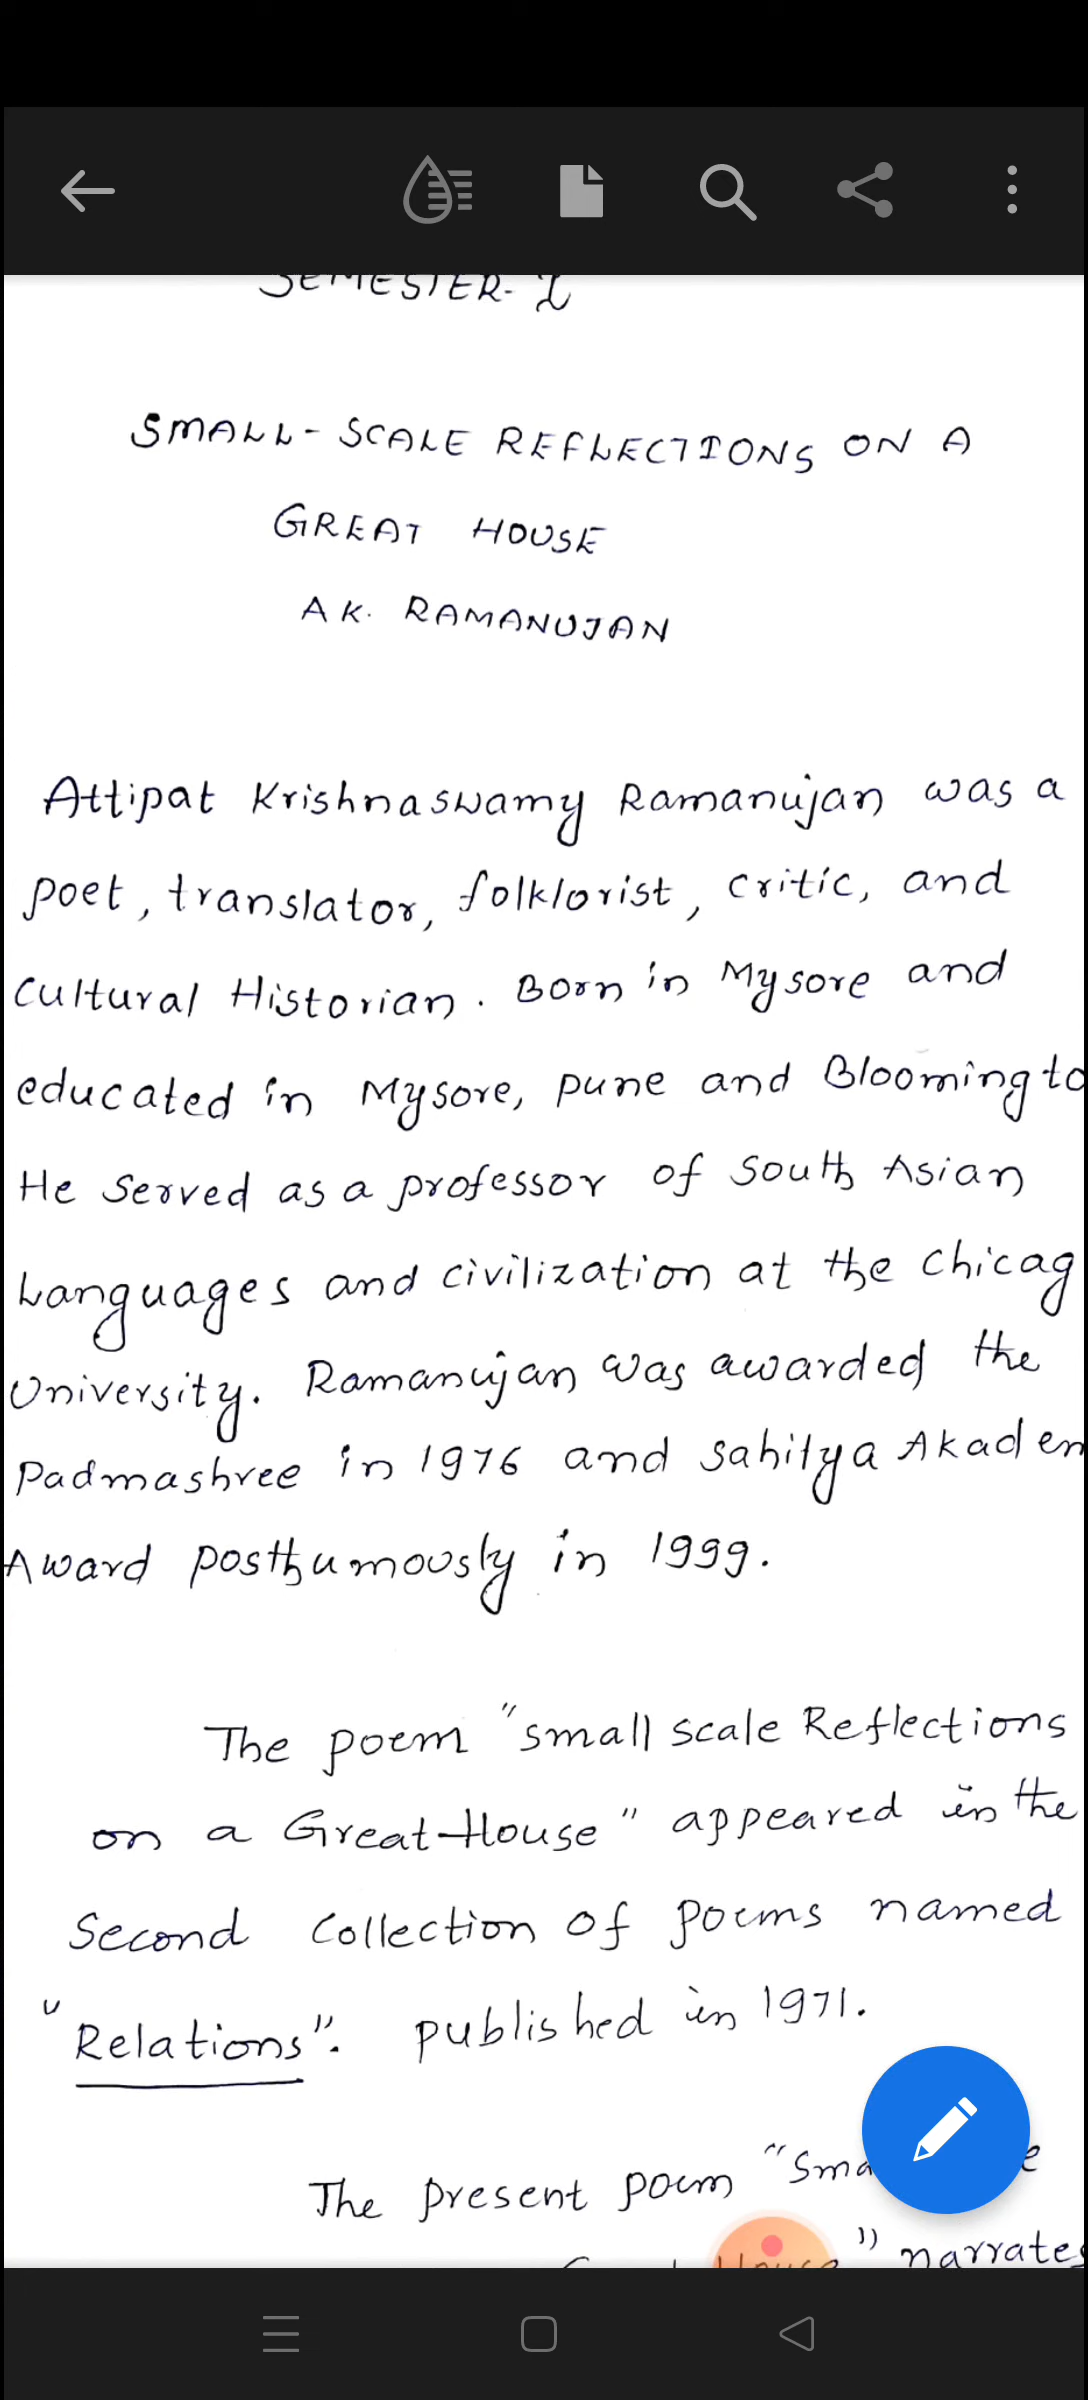 SEMESTER-I
SMALL-SCALE REFLECTIONS ON A
GREAT HOUSE
A K. RAMANUJAN
Attipat Krishnaswamy Ramanujan was a
poet, translator, folklorist, critic, and
Cultural Historian. Born in Mysore and
educated in Mysore, pune and Bloomingto
He served as a professor of South Asian
Languages and civilization at the chicag
University. Ramanujan was awarded the
Padmashree in 1976 and Sahitya Akadem
Award posthumously in 1999.
The poem "small scale Reflections
on a Great House" appeared in the
Second Collection of poems named
"Relations". published in 1971.
The present poem
" narrates